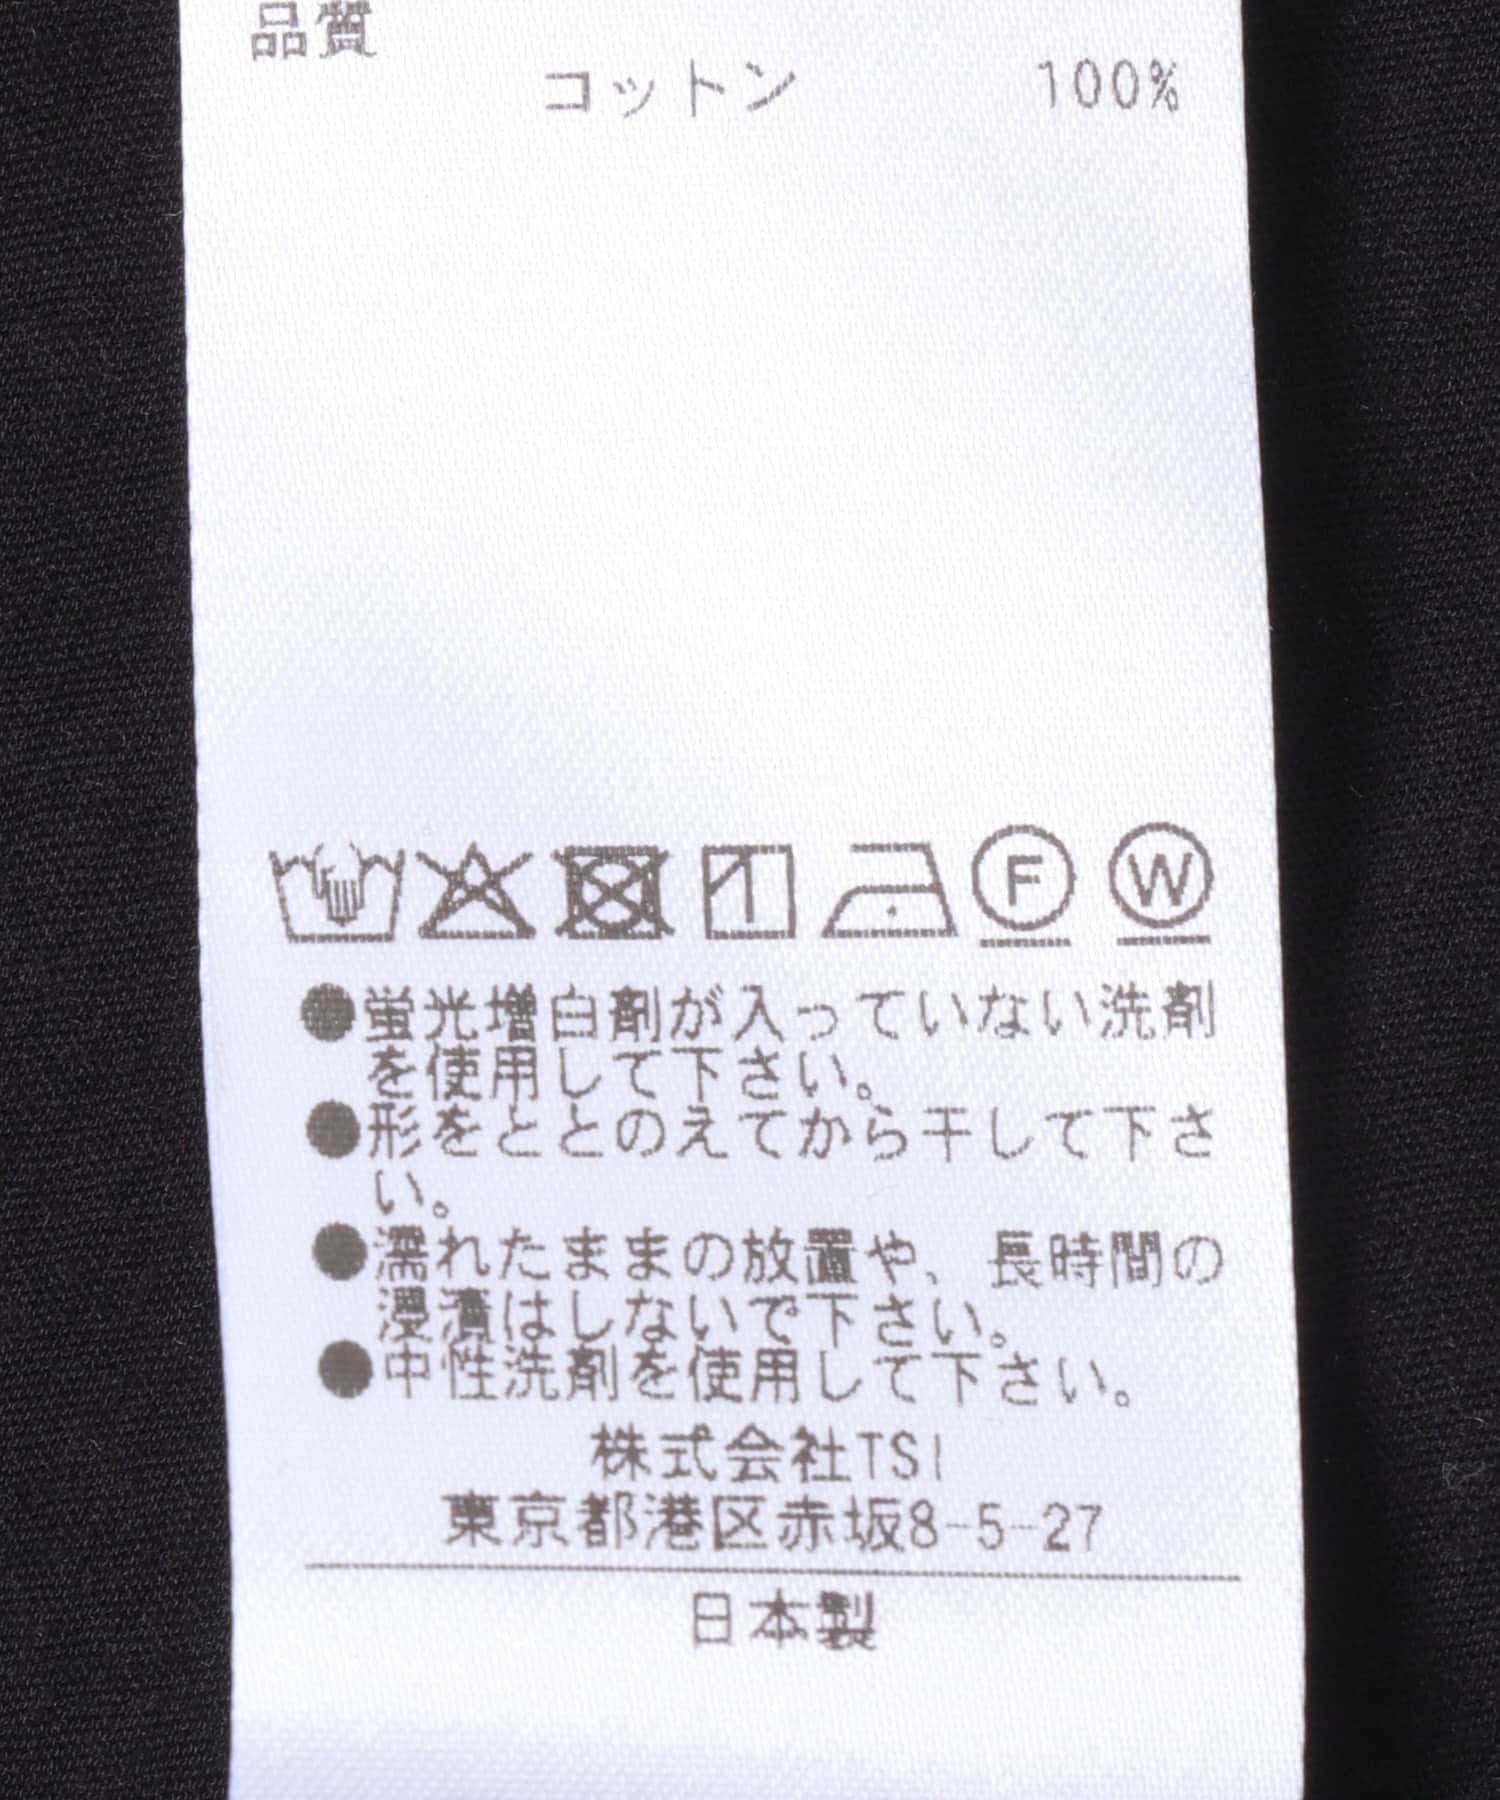 品質
コットン 100%
F W
●蛍光増白剤が入っていない洗剤
を使用して下さい。
●形をととのえてから干して下さ
い。
●濡れたままの放置や、長時間の
浸漬はしないで下さい。
●中性洗剤を使用して下さい。
株式会社TSI
東京都港区赤坂8-5-27
日本製